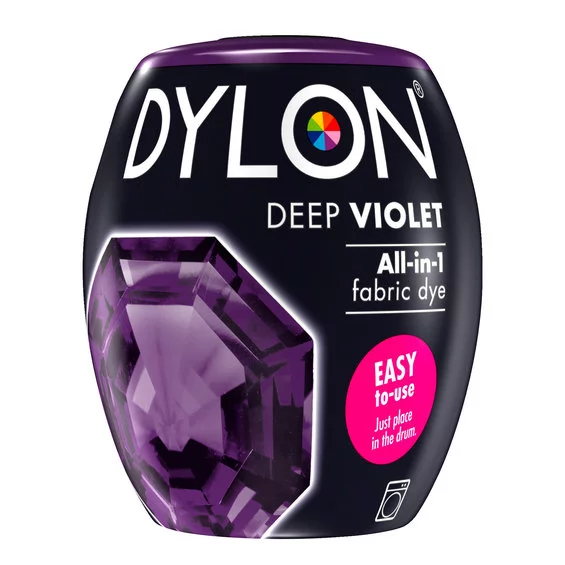 DYLON®
DEEP VIOLET
All-in-1
fabric dye
EASY
to-use
Just place
in the drum.